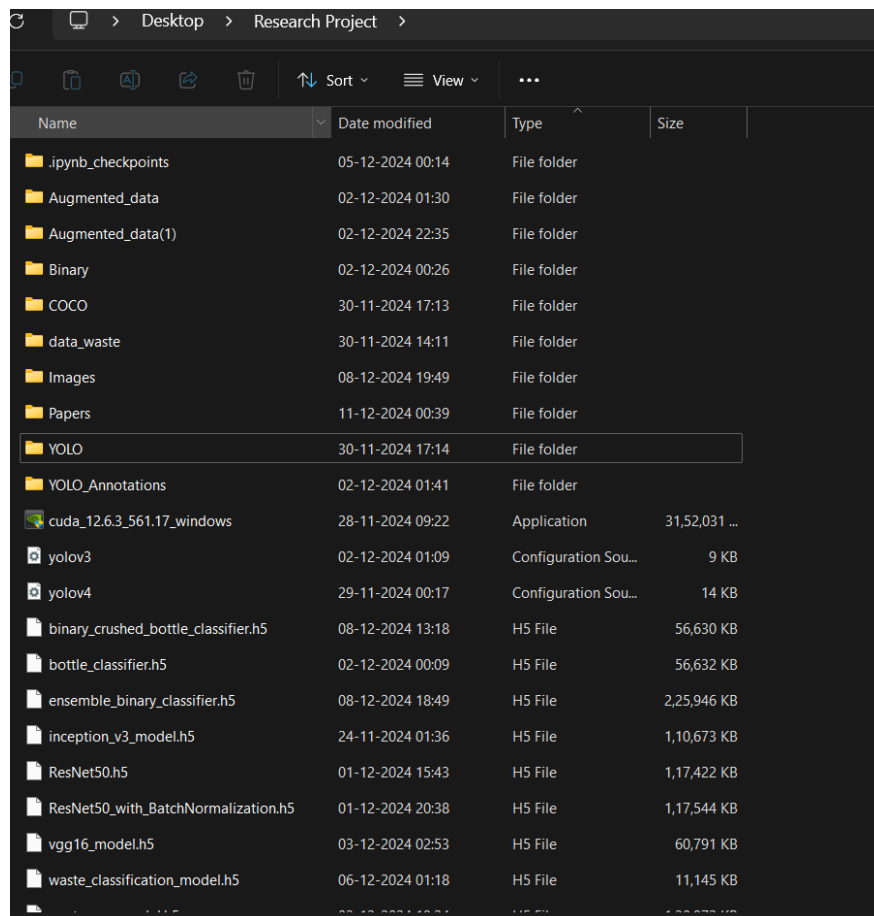 Desktop > Research Project >
Sort View
Name Date modified Type Size
.ipynb_checkpoints 05-12-2024 00:14 File folder
Augmented_data 02-12-2024 01:30 File folder
Augmented_data(1) 02-12-2024 22:35 File folder
Binary 02-12-2024 00:26 File folder
COCO 30-11-2024 17:13 File folder
data_waste 30-11-2024 14:11 File folder
Images 08-12-2024 19:49 File folder
Papers 11-12-2024 00:39 File folder
YOLO 30-11-2024 17:14 File folder
YOLO_Annotations 02-12-2024 01:41 File folder
cuda_12.6.3_561.17_windows 28-11-2024 09:22 Application 31,52,031 ...
yolov3 02-12-2024 01:09 Configuration Sou... 9 KB
yolov4 29-11-2024 00:17 Configuration Sou... 14 KB
binary_crushed_bottle_classifier.h5 08-12-2024 13:18 H5 File 56,630 KB
bottle_classifier.h5 02-12-2024 00:09 H5 File 56,632 KB
ensemble_binary_classifier.h5 08-12-2024 18:49 H5 File 2,25,946 KB
inception_v3_model.h5 24-11-2024 01:36 H5 File 1,10,673 KB
ResNet50.h5 01-12-2024 15:43 H5 File 1,17,422 KB
ResNet50_with_BatchNormalization.h5 01-12-2024 20:38 H5 File 1,17,544 KB
vgg16_model.h5 03-12-2024 02:53 H5 File 60,791 KB
waste_classification_model.h5 06-12-2024 01:18 H5 File 11,145 KB